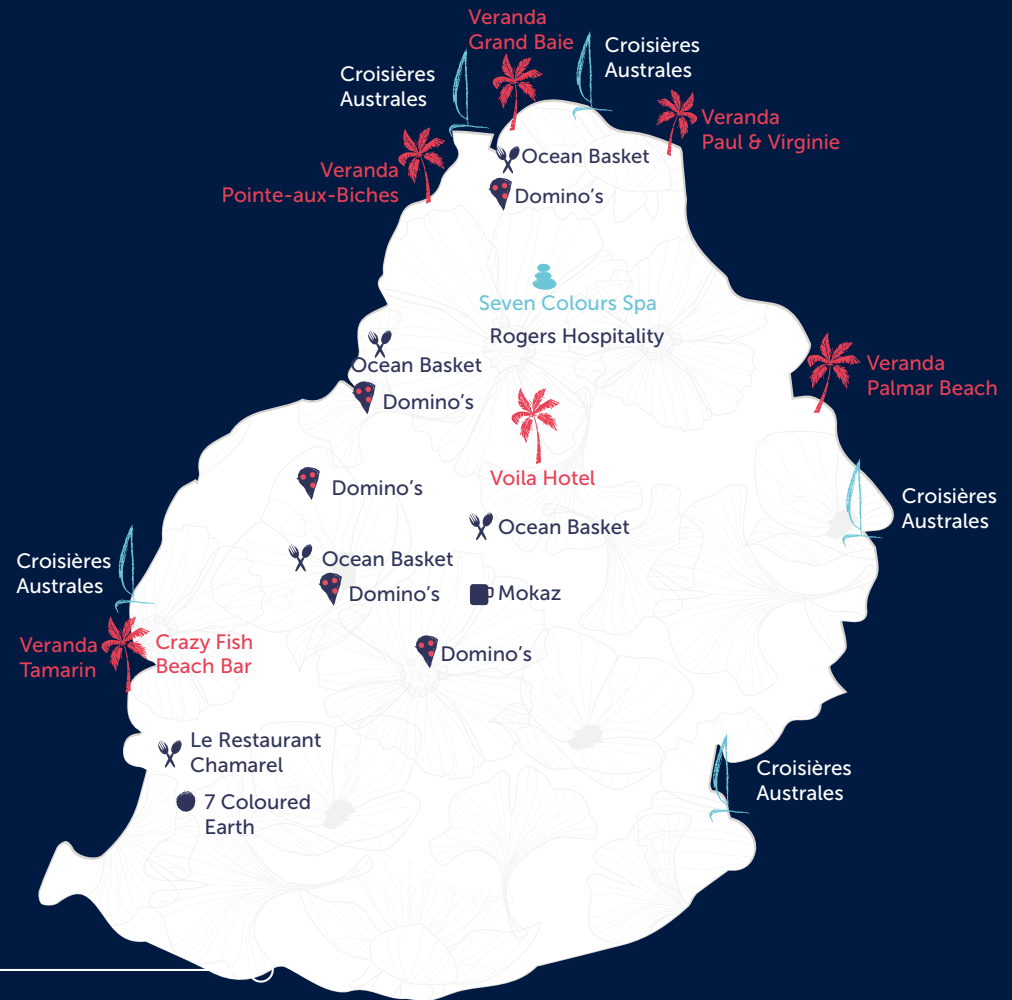 Veranda
Grand Baie
Croisières
Australes
Croisières
Australes
Veranda
Paul & Virginie
Veranda
Pointe-aux-Biches
Ocean Basket
Domino's
Seven Colours Spa
Rogers Hospitality
Ocean Basket
Domino's
Veranda
Palmar Beach
Voila Hotel
Domino's
Croisières
Australes
Ocean Basket
Croisières
Australes
Ocean Basket
Domino's
Mokaz
Veranda
Tamarin
Crazy Fish
Beach Bar
Domino's
Le Restaurant
Chamarel
Croisières
Australes
7 Coloured
Earth